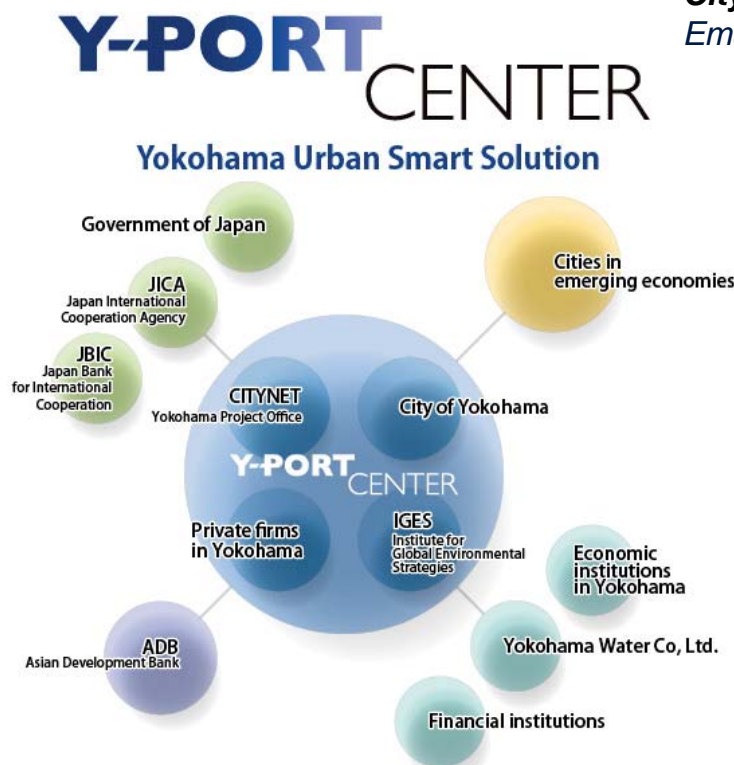 City
Em
Y-PORT
CENTER
Yokohama Urban Smart Solution
Government of Japan
JICA
Japan International
Cooperation Agency
JBIC
Japan Bank
for International
Cooperation
Cities in
emerging economies
CITYNET
Yokohama Project Office
City of Yokohama
Y-PORT
CENTER
Private firms
in Yokohama
IGES
Institute for
Global Environmental
Strategies
Economic
institutions
in Yokohama
ADB
Asian Development Bank
Yokohama Water Co, Ltd.
Financial institutions